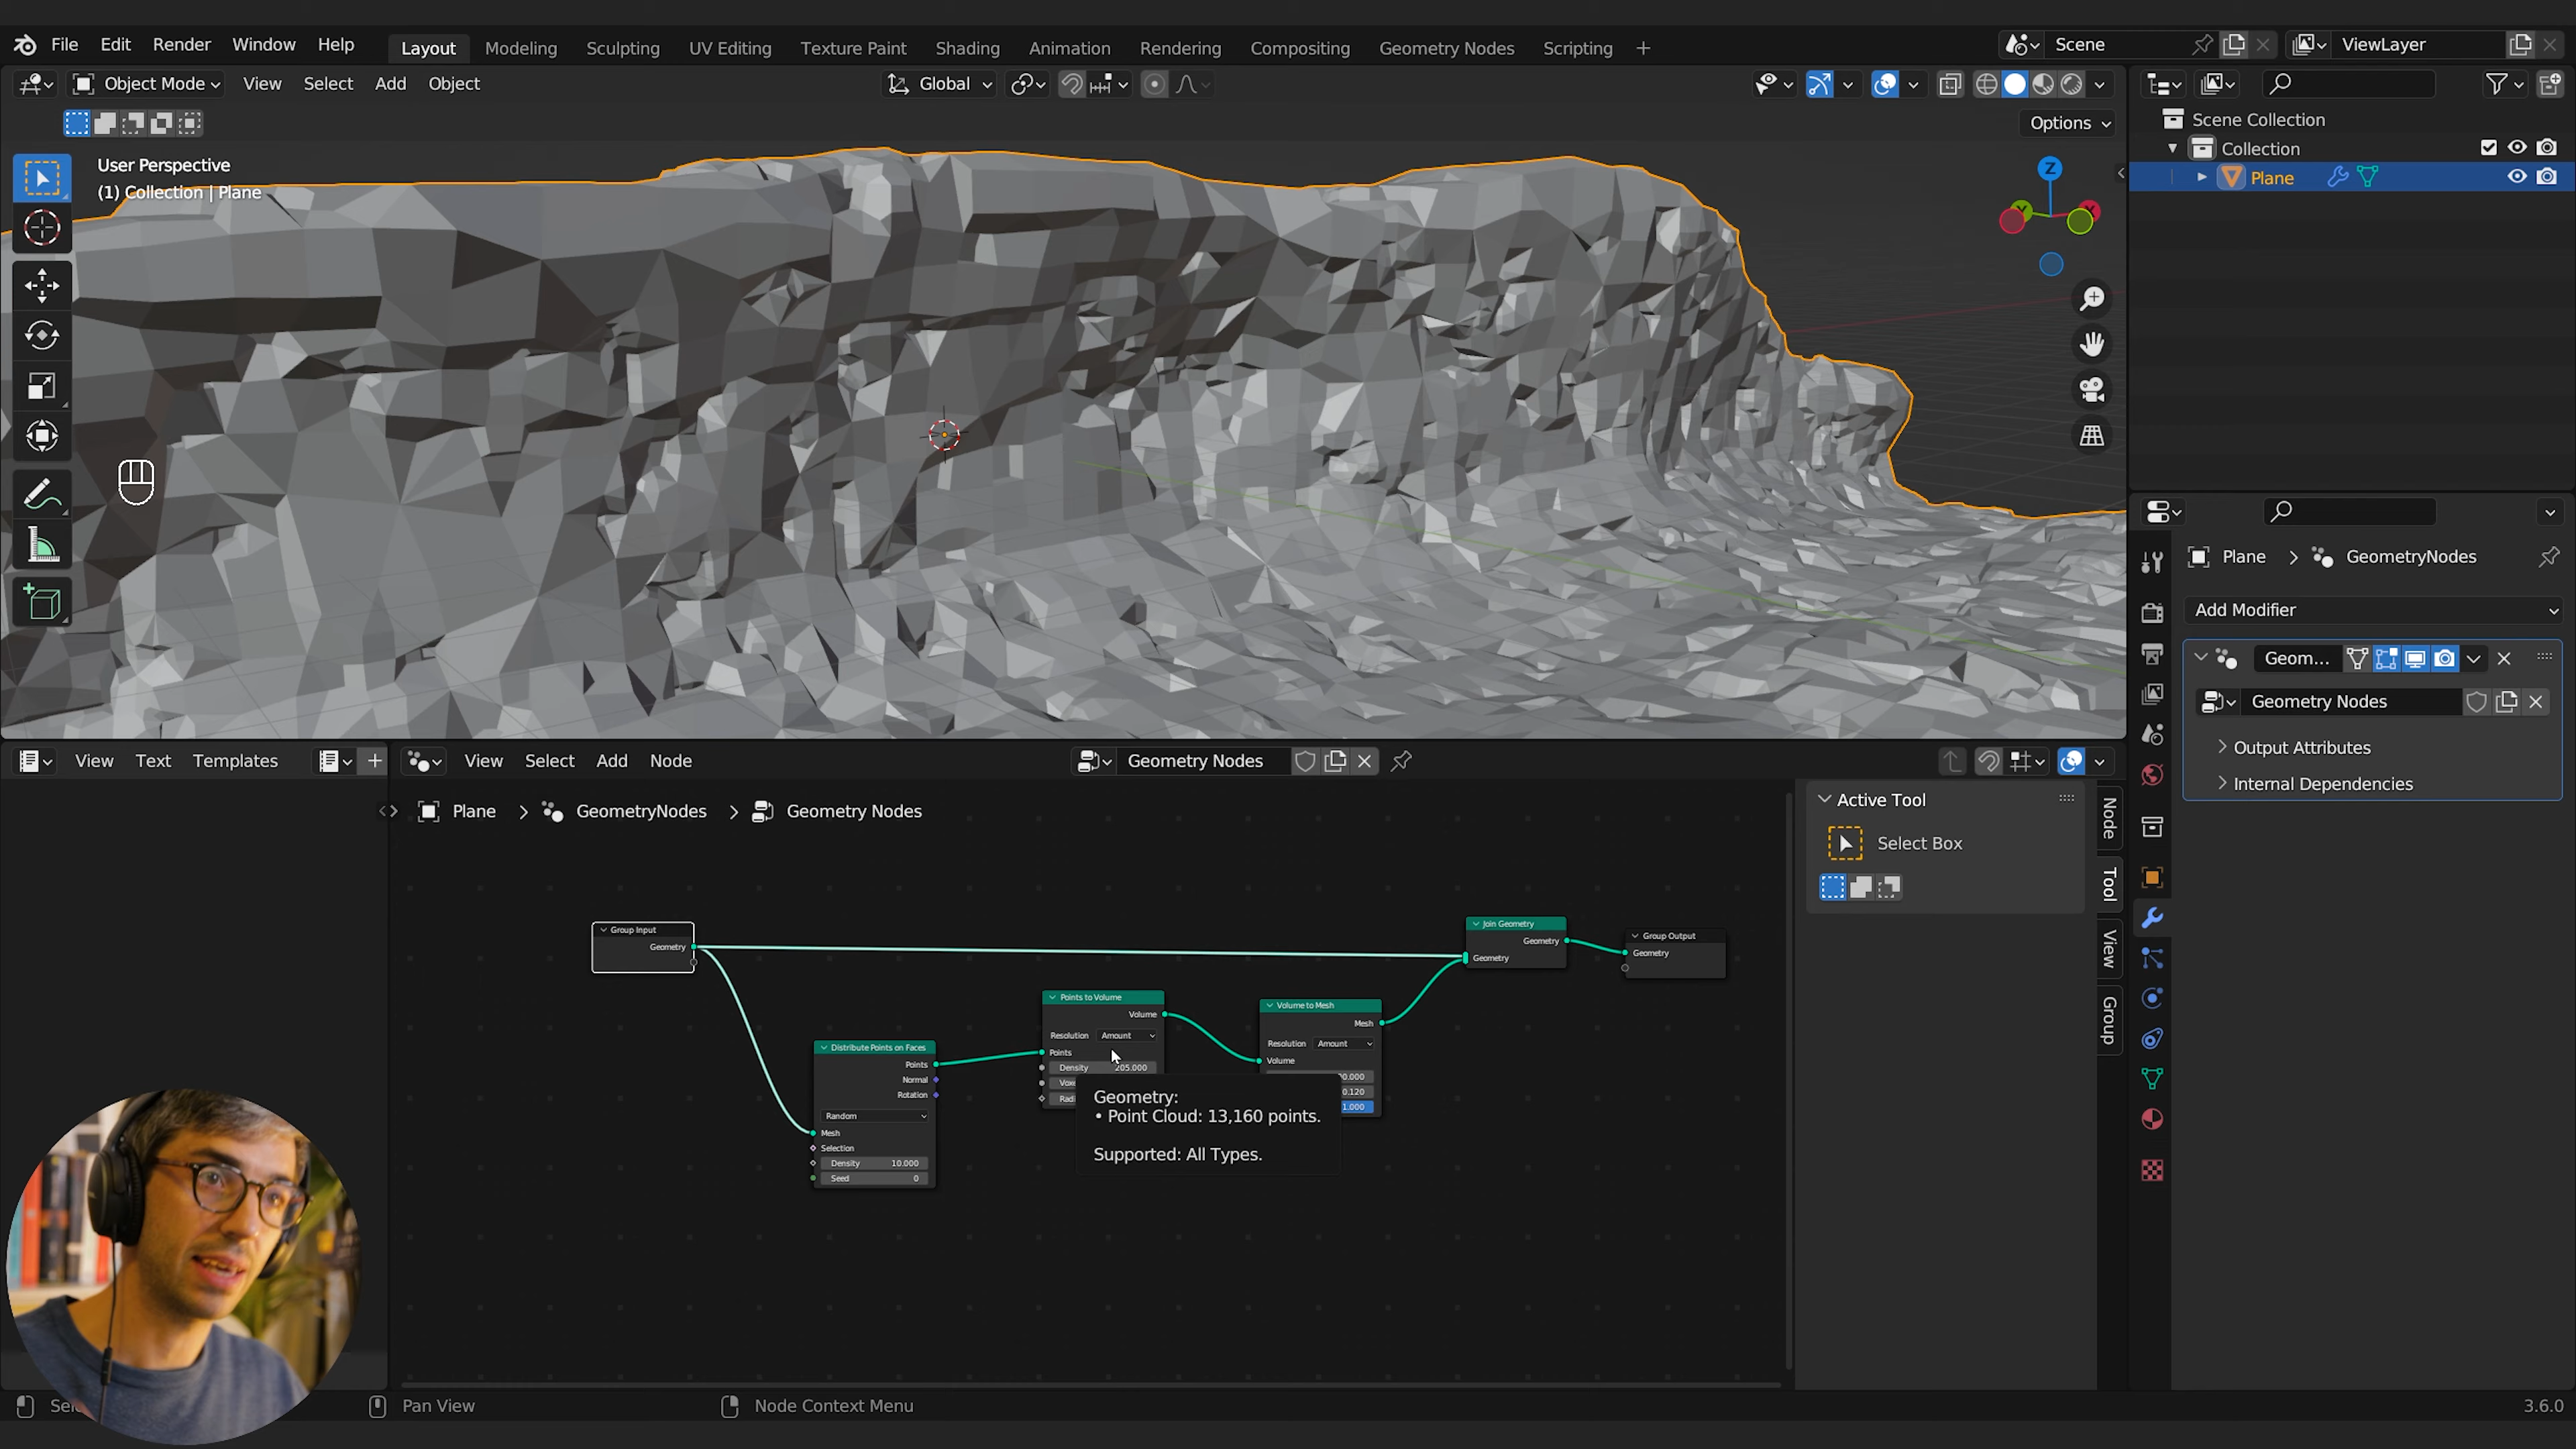 File Edit Render Window Help Layout Modeling Sculpting UV Editing Texture Paint Shading Animation Rendering Compositing Geometry Nodes Scripting + Scene ViewLayer
Object Mode View Select Add Object Global
Options
User Perspective
(1) Collection | Plane
Z
Y
Scene Collection
Collection
Plane
Plane > GeometryNodes
Add Modifier
Geom...
Geometry Nodes
Output Attributes
Internal Dependencies
View Text Templates + View Select Add Node Geometry Nodes
Plane > GeometryNodes > Geometry Nodes
Active Tool
Select Box
Node
Tool
View
Group
Group Input
Geometry
Distribute Points on Faces
Points
Normal
Rotation
Random
Mesh
Selection
Density 10.000
Seed 0
Points to Volume
Volume
Resolution Amount
Points
Density 205.000
Geometry:
• Point Cloud: 13,160 points.
Supported: All Types.
Volume to Mesh
Mesh
Resolution Amount
Volume
0.120
1.000
Join Geometry
Geometry
Geometry
Group Output
Geometry
Pan View
Node Context Menu
3.6.0